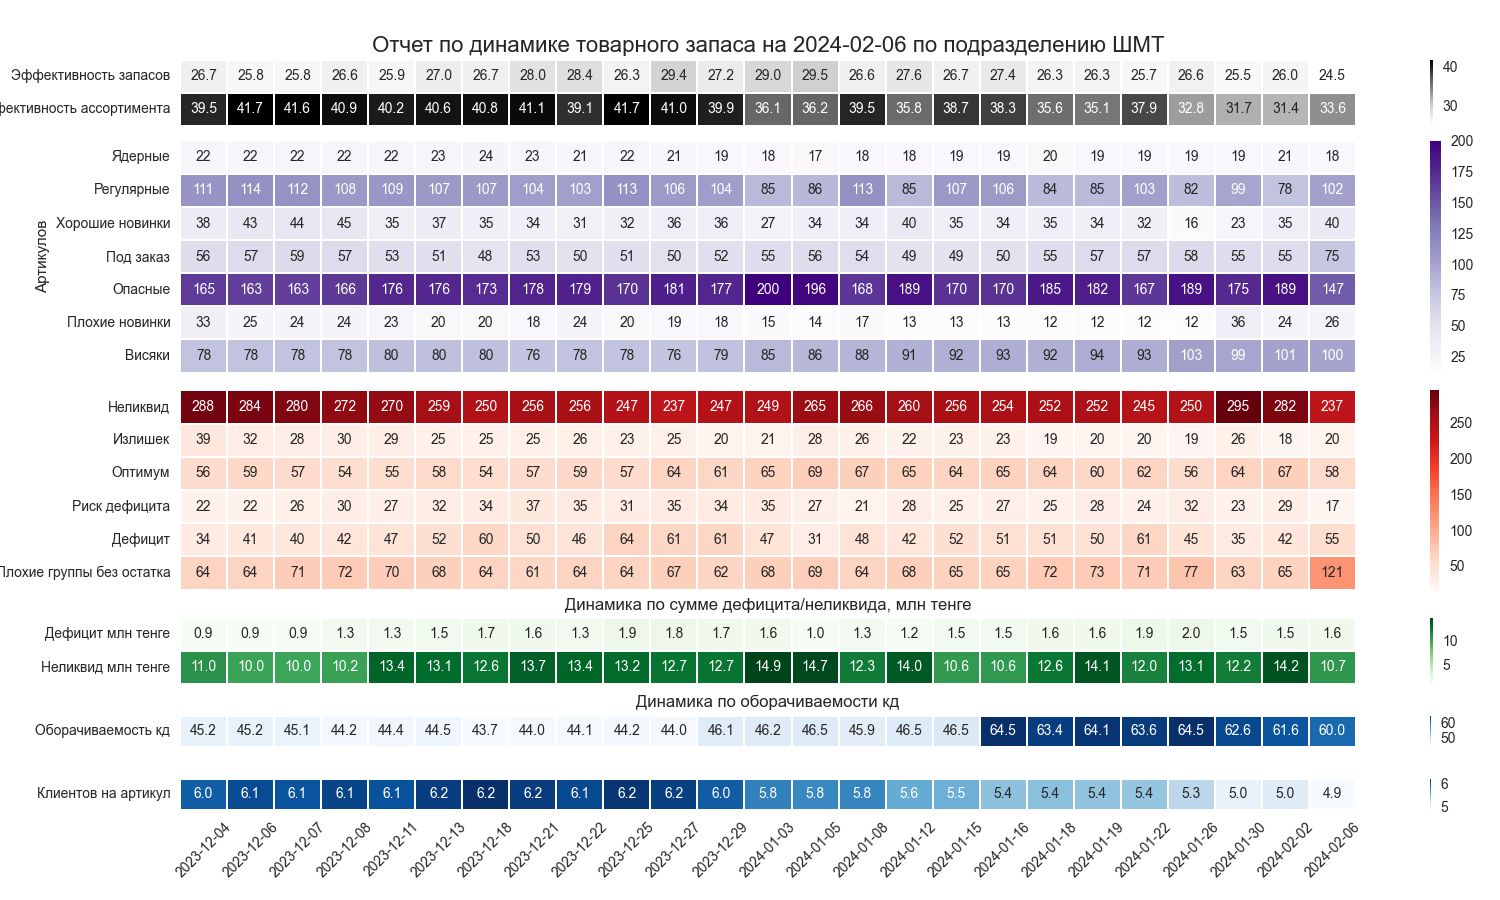 Отчет по динамике товарного запаса на 2024-02-06 по подразделению ШМТ
Эффективность запасов 26.7 25.8 25.8 26.6 25.9 27.0 26.7 28.0 28.4 26.3 29.4 27.2 29.0 29.5 26.6 27.6 26.7 27.4 26.3 26.3 25.7 26.6 25.5 26.0 24.5
фективность ассортимента 39.5 41.7 41.6 40.9 40.2 40.6 40.8 41.1 39.1 41.7 41.0 39.9 36.1 36.2 39.5 35.8 38.7 38.3 35.6 35.1 37.9 32.8 31.7 31.4 33.6
40
30
Артикулов
Ядерные 22 22 22 22 22 23 24 23 21 22 21 19 18 17 18 18 19 19 20 19 19 19 19 21 18
Регулярные 111 114 112 108 109 107 107 104 103 113 106 104 85 86 113 85 107 106 84 85 103 82 99 78 102
Хорошие новинки 38 43 44 45 35 37 35 34 31 32 36 36 27 34 34 40 35 34 35 34 32 16 23 35 40
Под заказ 56 57 59 57 53 51 48 53 50 51 50 52 55 56 54 49 49 50 55 57 57 58 55 55 75
Опасные 165 163 163 166 176 176 173 178 179 170 181 177 200 196 168 189 170 170 185 182 167 189 175 189 147
Плохие новинки 33 25 24 24 23 20 20 18 24 20 19 18 15 14 17 13 13 13 12 12 12 12 36 24 26
Висяки 78 78 78 78 80 80 80 76 78 78 76 79 85 86 88 91 92 93 92 94 93 103 99 101 100
200
175
150
125
100
75
50
25
Неликвид 288 284 280 272 270 259 250 256 256 247 237 247 249 265 266 260 256 254 252 252 245 250 295 282 237
Излишек 39 32 28 30 29 25 25 25 26 23 25 20 21 28 26 22 23 23 19 20 20 19 26 18 20
Оптимум 56 59 57 54 55 58 54 57 59 57 64 61 65 69 67 65 64 65 64 60 62 56 64 67 58
Риск дефицита 22 22 26 30 27 32 34 37 35 31 35 34 35 27 21 28 25 27 25 28 24 32 23 29 17
Дефицит 34 41 40 42 47 52 60 50 46 64 61 61 47 31 48 42 52 51 51 50 61 45 35 42 55
Плохие группы без остатка 64 64 71 72 70 68 64 61 64 64 67 62 68 69 64 68 65 65 72 73 71 77 63 65 121
250
200
150
100
50
Динамика по сумме дефицита/неликвида, млн тенге
Дефицит млн тенге 0.9 0.9 0.9 1.3 1.3 1.5 1.7 1.6 1.3 1.9 1.8 1.7 1.6 1.0 1.3 1.2 1.5 1.5 1.6 1.6 1.9 2.0 1.5 1.5 1.6
Неликвид млн тенге 11.0 10.0 10.0 10.2 13.4 13.1 12.6 13.7 13.4 13.2 12.7 12.7 14.9 14.7 12.3 14.0 10.6 10.6 12.6 14.1 12.0 13.1 12.2 14.2 10.7
10
5
Динамика по оборачиваемости кд
Оборачиваемость кд 45.2 45.2 45.1 44.2 44.4 44.5 43.7 44.0 44.1 44.2 44.0 46.1 46.2 46.5 45.9 46.5 46.5 64.5 63.4 64.1 63.6 64.5 62.6 61.6 60.0
60
50
Клиентов на артикул 6.0 6.1 6.1 6.1 6.1 6.2 6.2 6.2 6.1 6.2 6.2 6.0 5.8 5.8 5.8 5.6 5.5 5.4 5.4 5.4 5.4 5.3 5.0 5.0 4.9
6
5
2023-12-04 2023-12-06 2023-12-07 2023-12-08 2023-12-11 2023-12-13 2023-12-18 2023-12-21 2023-12-22 2023-12-25 2023-12-27 2023-12-29 2024-01-03 2024-01-05 2024-01-08 2024-01-12 2024-01-15 2024-01-16 2024-01-18 2024-01-19 2024-01-22 2024-01-26 2024-01-30 2024-02-02 2024-02-06